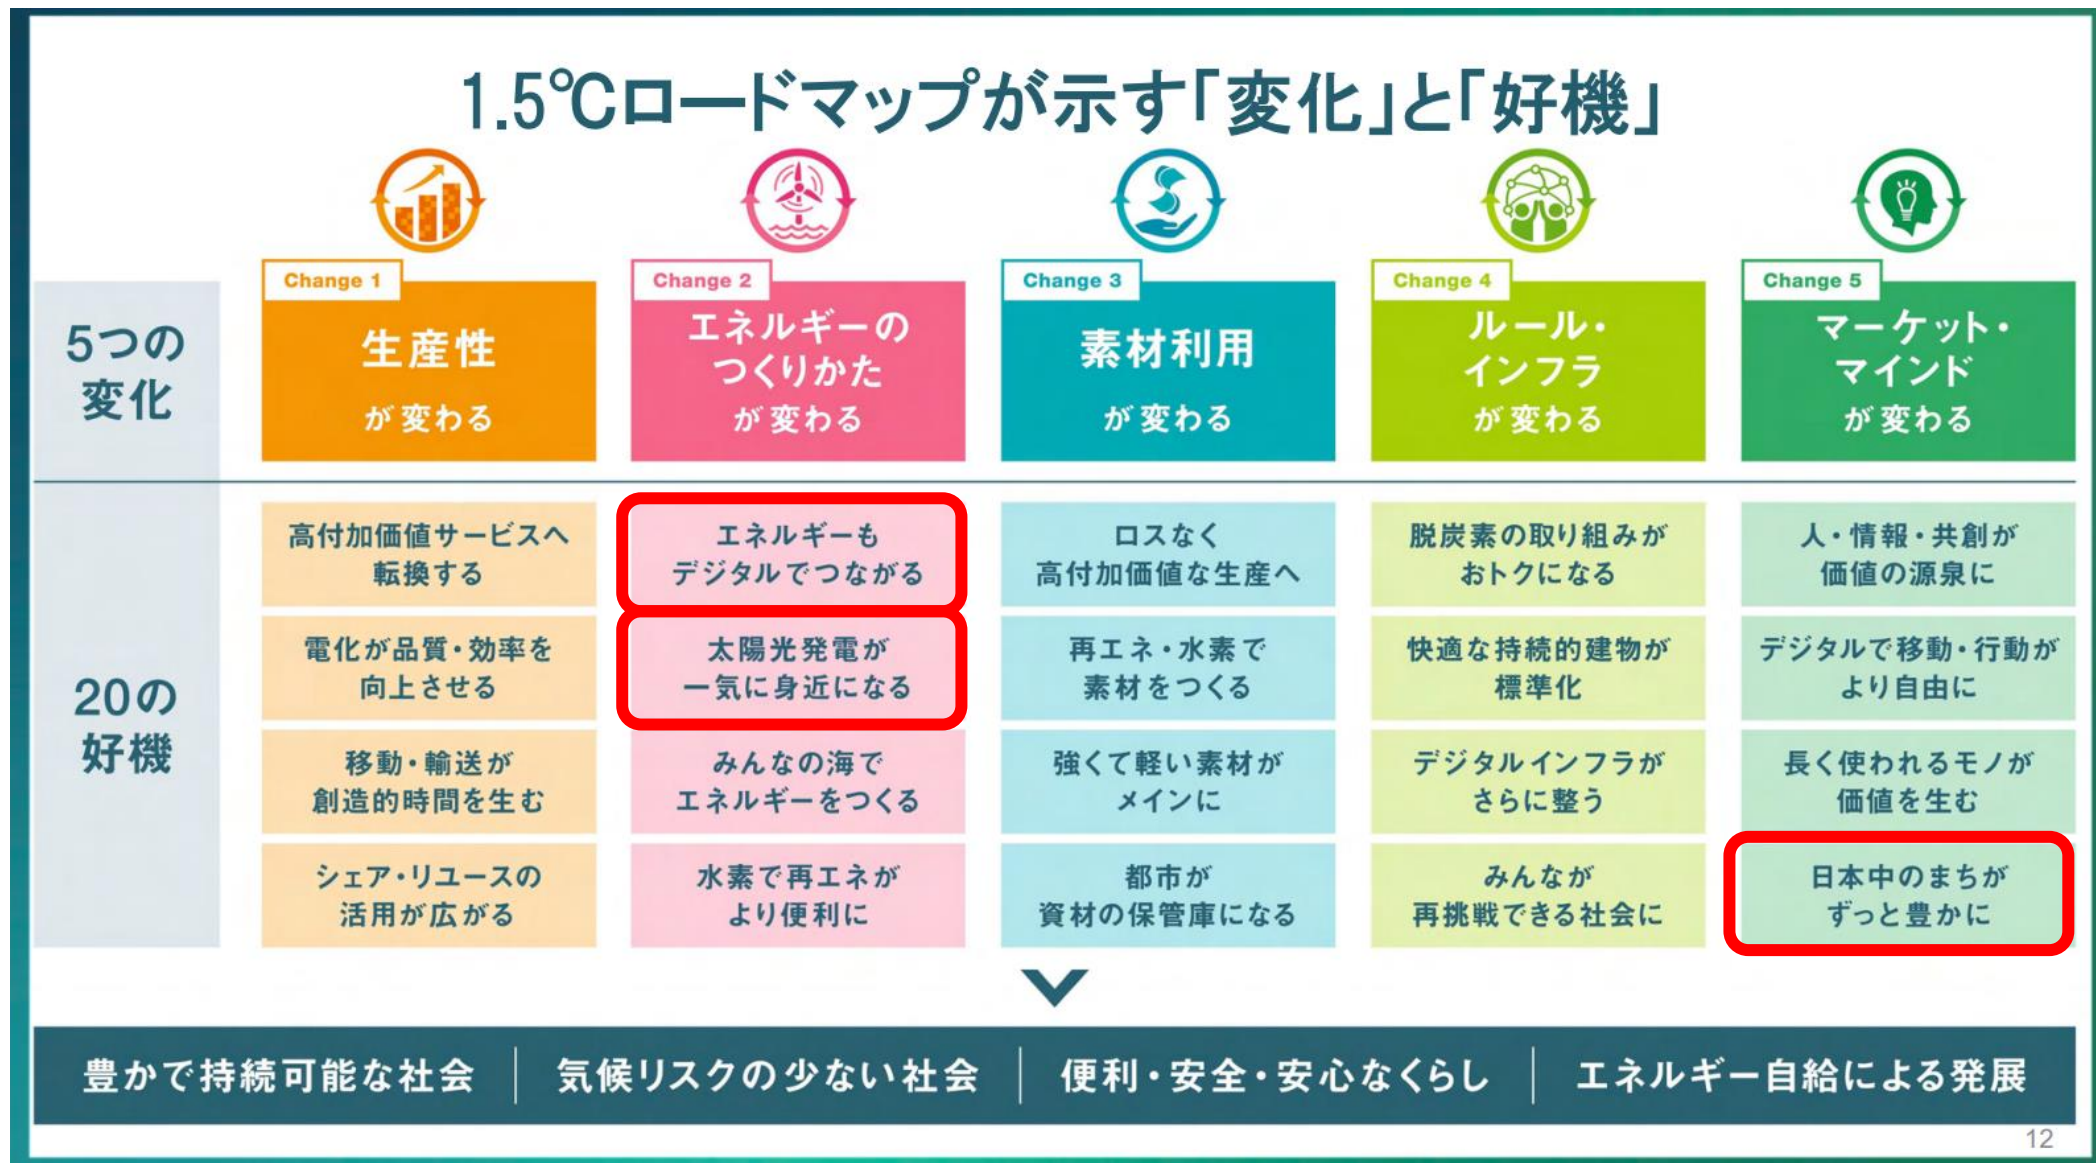 1.5℃ロードマップが示す「変化」と「好機」
5つの
変化
Change 1
生産性
が変わる
Change 2
エネルギーの
つくりかた
が変わる
Change 3
素材利用
が変わる
Change 4
ルール・
インフラ
が変わる
Change 5
マーケット・
マインド
が変わる
20の
好機
高付加価値サービスへ
転換する
電化が品質・効率を
向上させる
移動・輸送が
創造的時間を生む
シェア・リユースの
活用が広がる
エネルギーも
デジタルでつながる
太陽光発電が
一気に身近になる
みんなの海で
エネルギーをつくる
水素で再エネが
より便利に
ロスなく
高付加価値な生産へ
再エネ・水素で
素材をつくる
強くて軽い素材が
メインに
都市が
資材の保管庫になる
脱炭素の取り組みが
おトクになる
快適な持続的建物が
標準化
デジタルインフラが
さらに整う
みんなが
再挑戦できる社会に
人・情報・共創が
価値の源泉に
デジタルで移動・行動が
より自由に
長く使われるモノが
価値を生む
日本中のまちが
ずっと豊かに
豊かで持続可能な社会
気候リスクの少ない社会
便利・安全・安心なくらし
エネルギー自給による発展
12